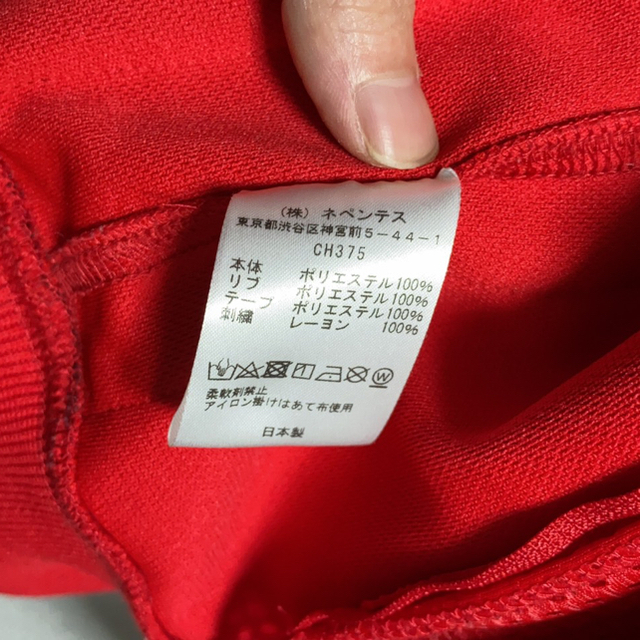 (株) ネペンテス
東京都渋谷区神宮前5-44-1
CH375
本体 ポリエステル100%
リブ ポリエステル100%
テープ ポリエステル100%
刺繍 レーヨン 100%
W
柔軟剤禁止
アイロン掛けはあて布使用
日本製